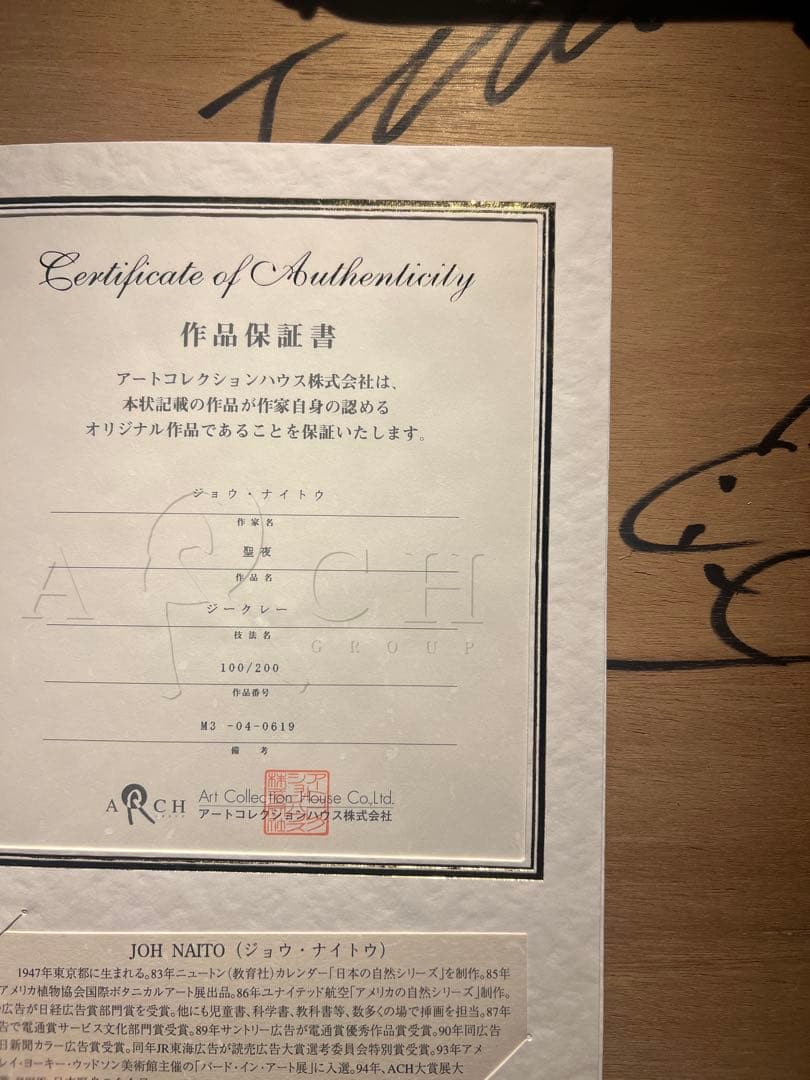 Certificate of Authenticity
作品保証書
アートコレクションハウス株式会社は、
本状記載の作品が作家自身の認める
オリジナル作品であることを保証いたします。
ジョウ・ナイトウ
作家名
聖夜
作品名
ARCH
ジークレー
技法名
GROUP
100/200
作品番号
M3 -04-0619
備 考
ARCH
Art Collection House Co.,Ltd.
アートコレクションハウス株式会社
JOH NAITO（ジョウ・ナイトウ）
1947年東京都に生まれる。83年ニュートン（教育社）カレンダー「日本の自然シリーズ」を制作。85年
アメリカ植物協会国際ボタニカルアート展出品。86年ユナイテッド航空「アメリカの自然シリーズ」制作。
広告が日経広告賞部門賞を受賞。他にも児童書、科学書、教科書等、数多くの場で挿画を担当。87年
告で電通賞サービス文化部門賞受賞。89年サントリー広告が電通賞優秀作品賞受賞。90年同広告
日新聞カラー広告賞受賞。同年JR東海広告が読売広告大賞選考委員会特別賞受賞。93年アメ
レイ・ヨーキー・ウッドソン美術館主催の「バード・イン・アート展」に入選。94年、ACH大賞展大